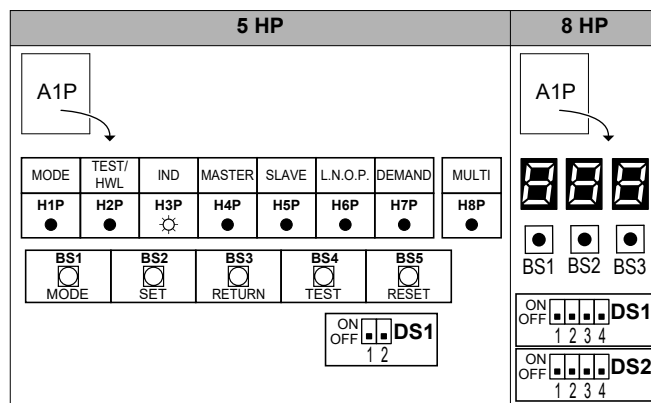 5 HP
8 HP
A1P
A1P
MODE TEST/ HWL IND MASTER SLAVE L.N.O.P. DEMAND MULTI
H1P H2P H3P H4P H5P H6P H7P H8P
888
BS1 BS2 BS3 BS4 BS5
MODE SET RETURN TEST RESET
BS1 BS2 BS3
ON
OFF DS1
1 2
ON
OFF DS1
1 2 3 4
ON
OFF DS2
1 2 3 4